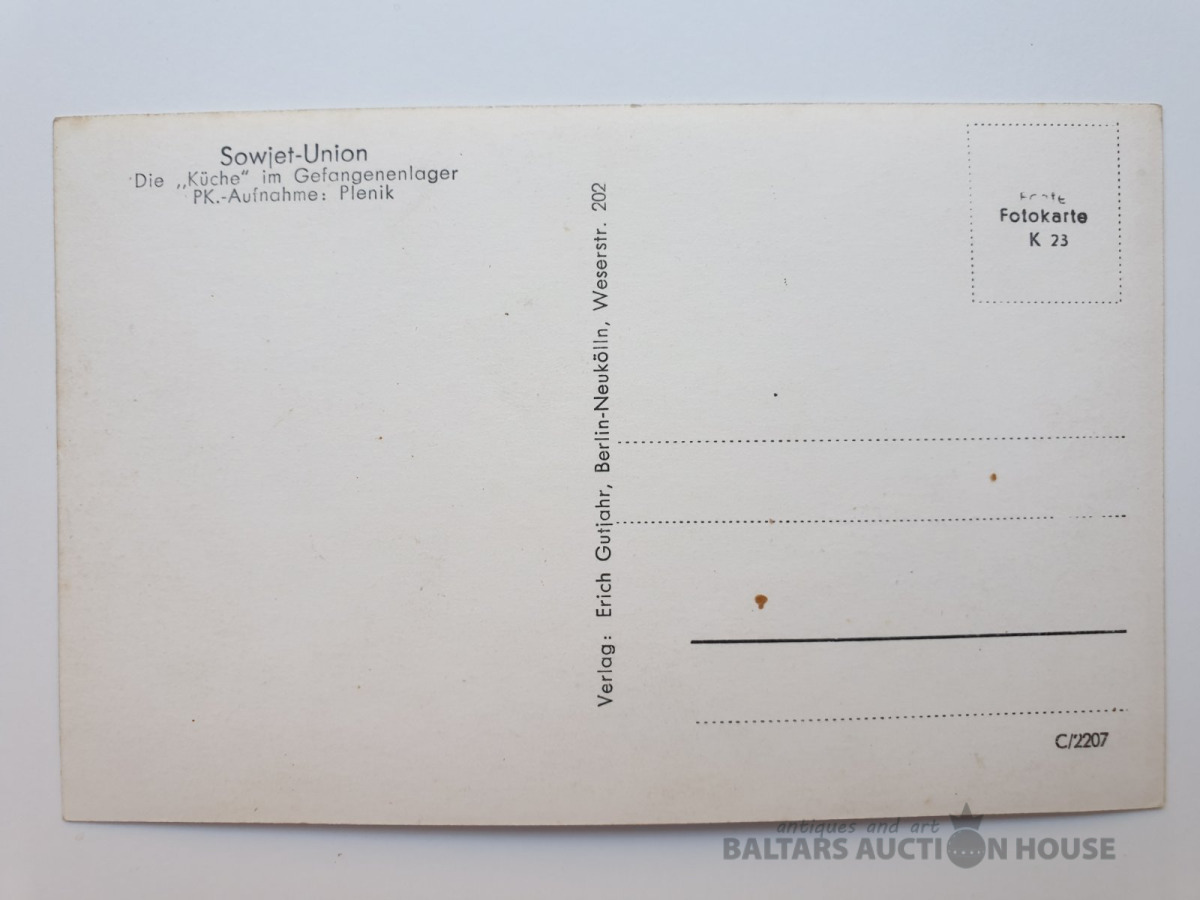 Sowjet-Union
Die „Küche" im Gefangenenlager
PK.-Aufnahme: Plenik
Verlag: Erich Gutjahr, Berlin-Neukölln, Weserstr. 202
Fotokarte
K 23
C/2207
antiques and art
BALTARS AUCTION HOUSE